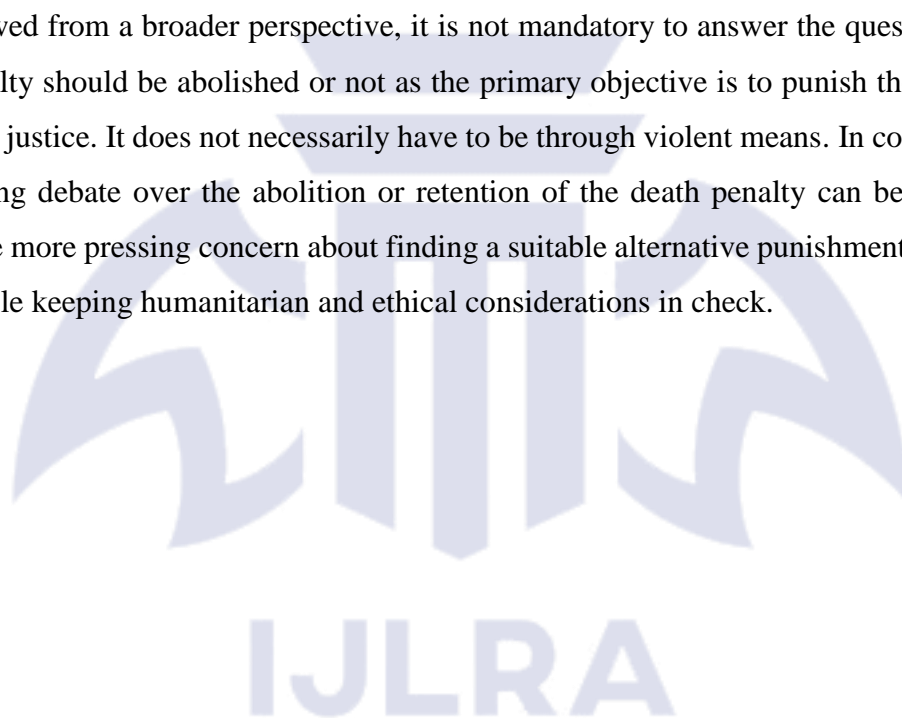 ved from a broader perspective, it is not mandatory to answer the ques
lty should be abolished or not as the primary objective is to punish th
justice. It does not necessarily have to be through violent means. In co
ng debate over the abolition or retention of the death penalty can be
e more pressing concern about finding a suitable alternative punishment
le keeping humanitarian and ethical considerations in check.
IJLRA